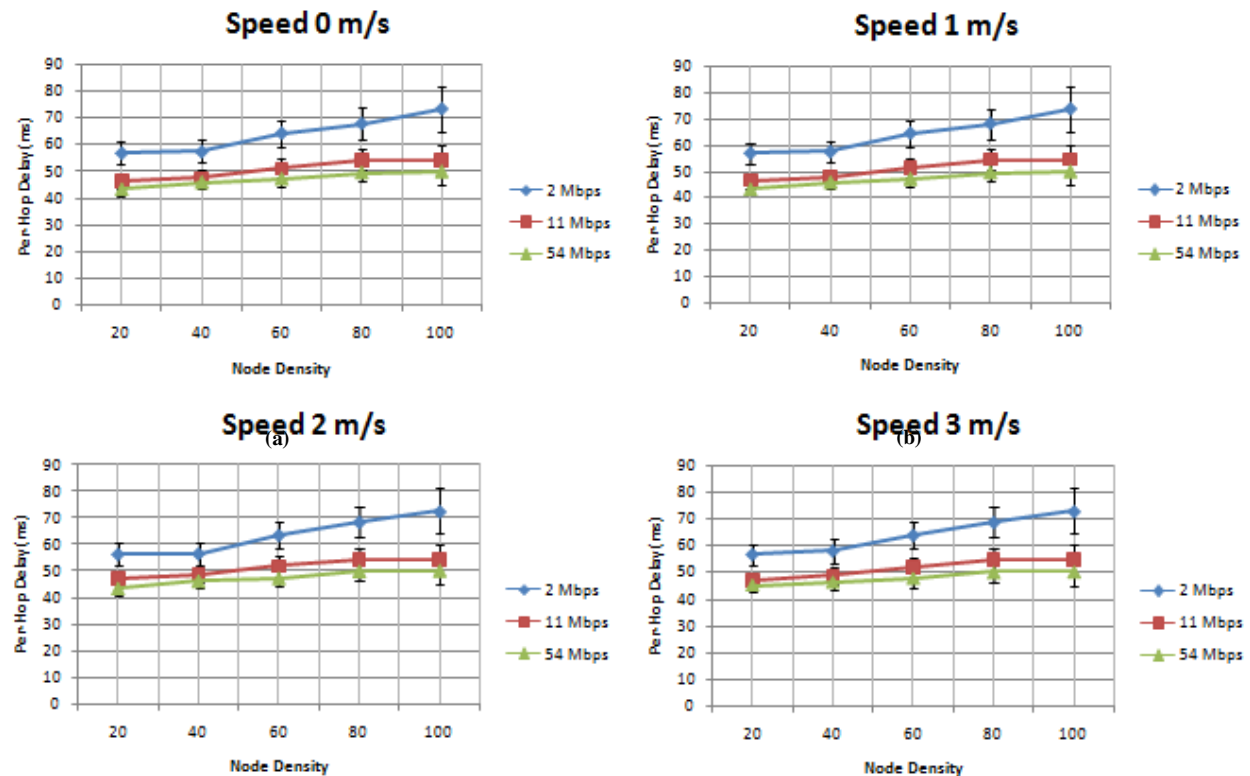 Speed 0 m/s
Per-Hop Delay (ms)
90
80
70
60
50
40
30
20
10
0
20 40 60 80 100
Node Density
2 Mbps
11 Mbps
54 Mbps
Speed 1 m/s
Per-Hop Delay (ms)
90
80
70
60
50
40
30
20
10
0
20 40 60 80 100
Node Density
2 Mbps
11 Mbps
54 Mbps
Speed 2 m/s
(a)
Per-Hop Delay (ms)
90
80
70
60
50
40
30
20
10
0
20 40 60 80 100
Node Density
2 Mbps
11 Mbps
54 Mbps
Speed 3 m/s
(b)
Per-Hop Delay (ms)
90
80
70
60
50
40
30
20
10
0
20 40 60 80 100
Node Density
2 Mbps
11 Mbps
54 Mbps